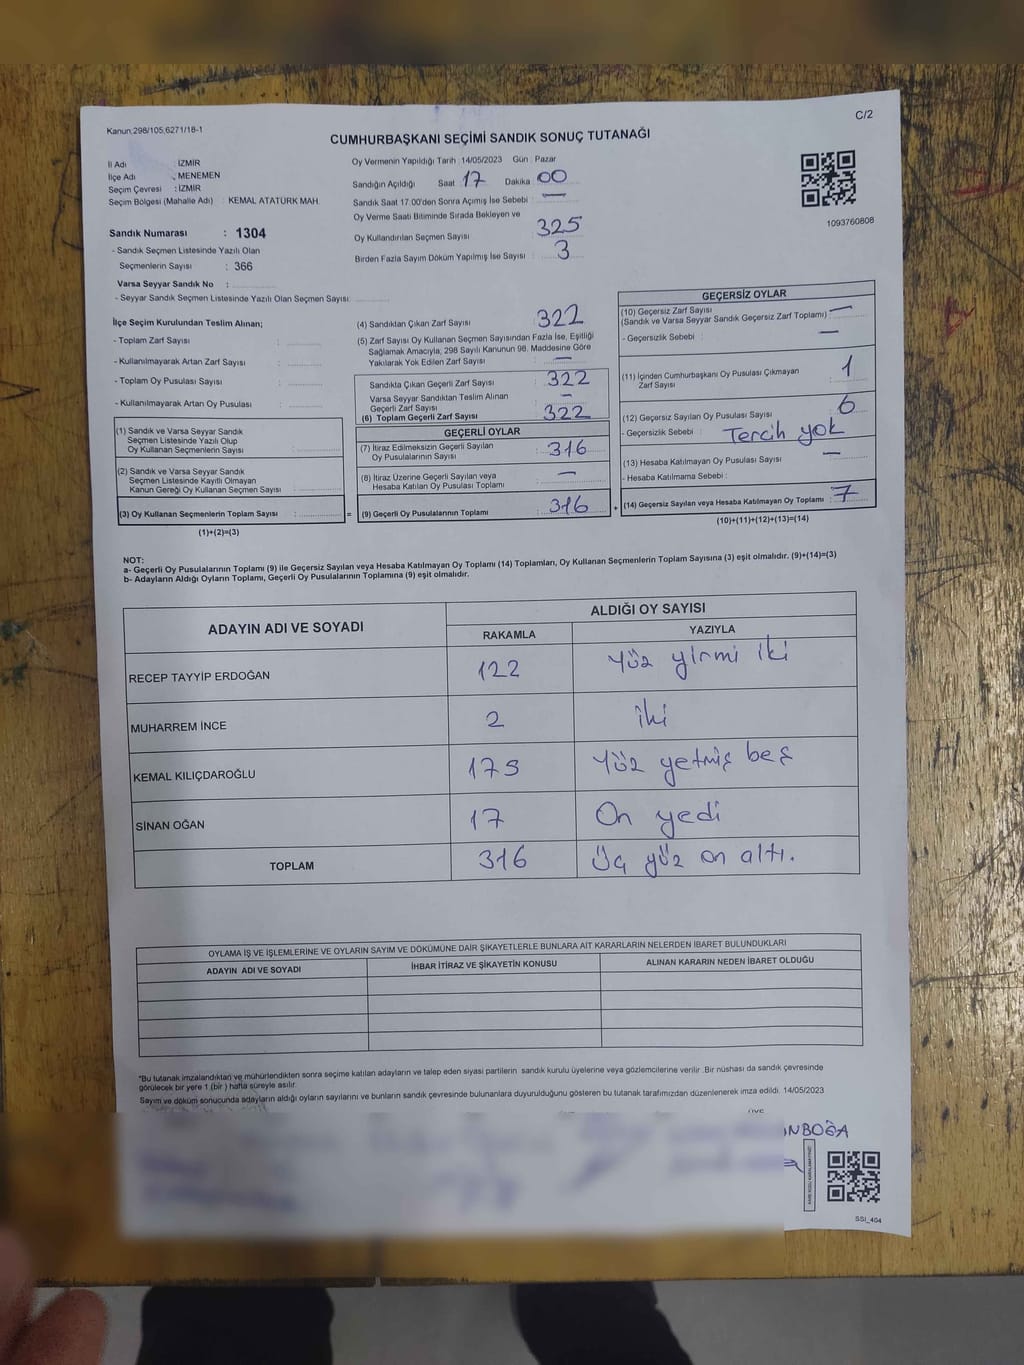 Kanun,298/105,6271/18-1
C/2
CUMHURBAŞKANI SEÇİMİ SANDIK SONUÇ TUTANAĞI
İl Adı : İZMİR
İlçe Adı : MENEMEN
Seçim Çevresi : İZMİR
Seçim Bölgesi (Mahalle Adı) : KEMAL ATATÜRK MAH.
Sandık Numarası : 1304
- Sandık Seçmen Listesinde Yazılı Olan
Seçmenlerin Sayısı : 366
Varsa Seyyar Sandık No :
- Seyyar Sandık Seçmen Listesinde Yazılı Olan Seçmen Sayısı:
Oy Vermenin Yapıldığı Tarih : 14/05/2023 Gün : Pazar
Sandığın Açıldığı Saat 17 Dakika 00
Sandık Saat 17.00'den Sonra Açımış İse Sebebi : —
Oy Verme Saati Bitiminde Sırada Bekleyen ve
Oy Kullandırılan Seçmen Sayısı : 325
Birden Fazla Sayım Döküm Yapılmış İse Sayısı : 3
1093760808
İlçe Seçim Kurulundan Teslim Alınan;
- Toplam Zarf Sayısı :
- Kullanılmayarak Artan Zarf Sayısı :
- Toplam Oy Pusulası Sayısı :
- Kullanılmayarak Artan Oy Pusulası :
(1) Sandık ve Varsa Seyyar Sandık
Seçmen Listesinde Yazılı Olup
Oy Kullanan Seçmenlerin Sayısı :
(2) Sandık ve Varsa Seyyar Sandık
Seçmen Listesinde Kayıtlı Olmayan
Kanun Gereği Oy Kullanan Seçmen Sayısı :
(3) Oy Kullanan Seçmenlerin Toplam Sayısı :
(1)+(2)=(3)
(4) Sandıktan Çıkan Zarf Sayısı : 322
(5) Zarf Sayısı Oy Kullanan Seçmen Sayısından Fazla İse, Eşitliği
Sağlamak Amacıyla, 298 Sayılı Kanunun 98. Maddesine Göre
Yakılarak Yok Edilen Zarf Sayısı : —
Sandıkta Çıkan Geçerli Zarf Sayısı : 322
Varsa Seyyar Sandıktan Teslim Alınan
Geçerli Zarf Sayısı : —
(6) Toplam Geçerli Zarf Sayısı : 322
GEÇERLİ OYLAR
(7) İtiraz Edilmeksizin Geçerli Sayılan
Oy Pusulalarının Sayısı : 316
(8) İtiraz Üzerine Geçerli Sayılan veya
Hesaba Katılan Oy Pusulası Toplamı : —
= (9) Geçerli Oy Pusulalarının Toplamı : 316 +
GEÇERSİZ OYLAR
(10) Geçersiz Zarf Sayısı
(Sandık ve Varsa Seyyar Sandık Geçersiz Zarf Toplamı) : —
- Geçersizlik Sebebi : —
(11) İçinden Cumhurbaşkanı Oy Pusulası Çıkmayan
Zarf Sayısı : 1
(12) Geçersiz Sayılan Oy Pusulası Sayısı : 6
- Geçersizlik Sebebi : Tercih yok
(13) Hesaba Katılmayan Oy Pusulası Sayısı : —
- Hesaba Katılmama Sebebi :
(14) Geçersiz Sayılan veya Hesaba Katılmayan Oy Toplamı : 7
(10)+(11)+(12)+(13)=(14)
NOT:
a- Geçerli Oy Pusulalarının Toplamı (9) ile Geçersiz Sayılan veya Hesaba Katılmayan Oy Toplamı (14) Toplamları, Oy Kullanan Seçmenlerin Toplam Sayısına (3) eşit olmalıdır. (9)+(14)=(3)
b- Adayların Aldığı Oyların Toplamı, Geçerli Oy Pusulalarının Toplamına (9) eşit olmalıdır.
ADAYIN ADI VE SOYADI
ALDIĞI OY SAYISI
RAKAMLA YAZIYLA
RECEP TAYYİP ERDOĞAN 122 Yüz yirmi iki
MUHARREM İNCE 2 iki
KEMAL KILIÇDAROĞLU 175 Yüz yetmiş beş
SİNAN OĞAN 17 On yedi
TOPLAM 316 Üç yüz on altı.
OYLAMA İŞ VE İŞLEMLERİNE VE OYLARIN SAYIM VE DÖKÜMÜNE DAİR ŞİKAYETLERLE BUNLARA AİT KARARLARIN NELERDEN İBARET BULUNDUKLARI
ADAYIN ADI VE SOYADI İHBAR İTİRAZ VE ŞİKAYETİN KONUSU ALINAN KARARIN NEDEN İBARET OLDUĞU
"Bu tutanak imzalandıktan ve mühürlendikten sonra seçime katılan adayların ve talep eden siyasi partilerin sandık kurulu üyelerine veya gözlemcilerine verilir .Bir nüshası da sandık çevresinde
görülecek bir yere 1 (bir ) hafta süreyle asılır.
Sayım ve döküm sonucunda adayların aldığı oyların sayılarını ve bunların sandık çevresinde bulunanlara duyurulduğunu gösteren bu tutanak tarafımızdan düzenlenerek imza edildi. 14/05/2023
NBOĞA
SSI_404